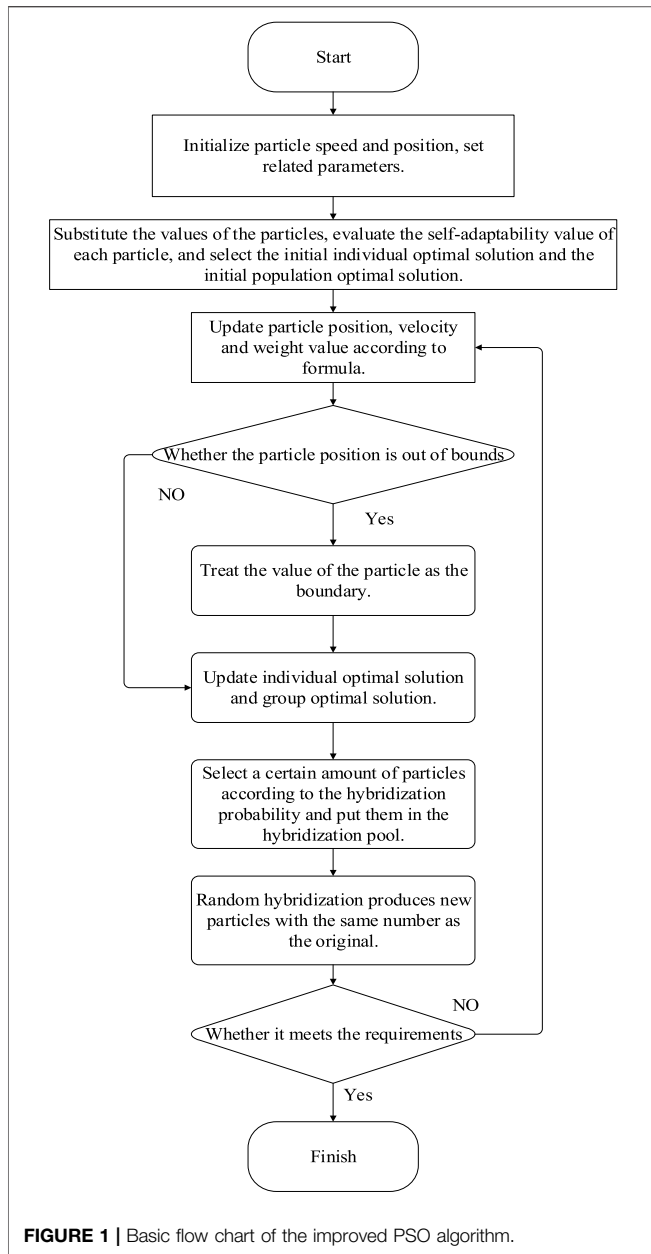 Start
Initialize particle speed and position, set
related parameters.
Substitute the values of the particles, evaluate the self-adaptability value of
each particle, and select the initial individual optimal solution and the
initial population optimal solution.
Update particle position, velocity
and weight value according to
formula.
Whether the particle position is out of bounds
NO
Yes
Treat the value of the particle as the
boundary.
Update individual optimal solution
and group optimal solution.
Select a certain amount of particles
according to the hybridization
probability and put them in the
hybridization pool.
Random hybridization produces new
particles with the same number as
the original.
NO
Whether it meets the requirements
Yes
Finish
FIGURE 1 | Basic flow chart of the improved PSO algorithm.